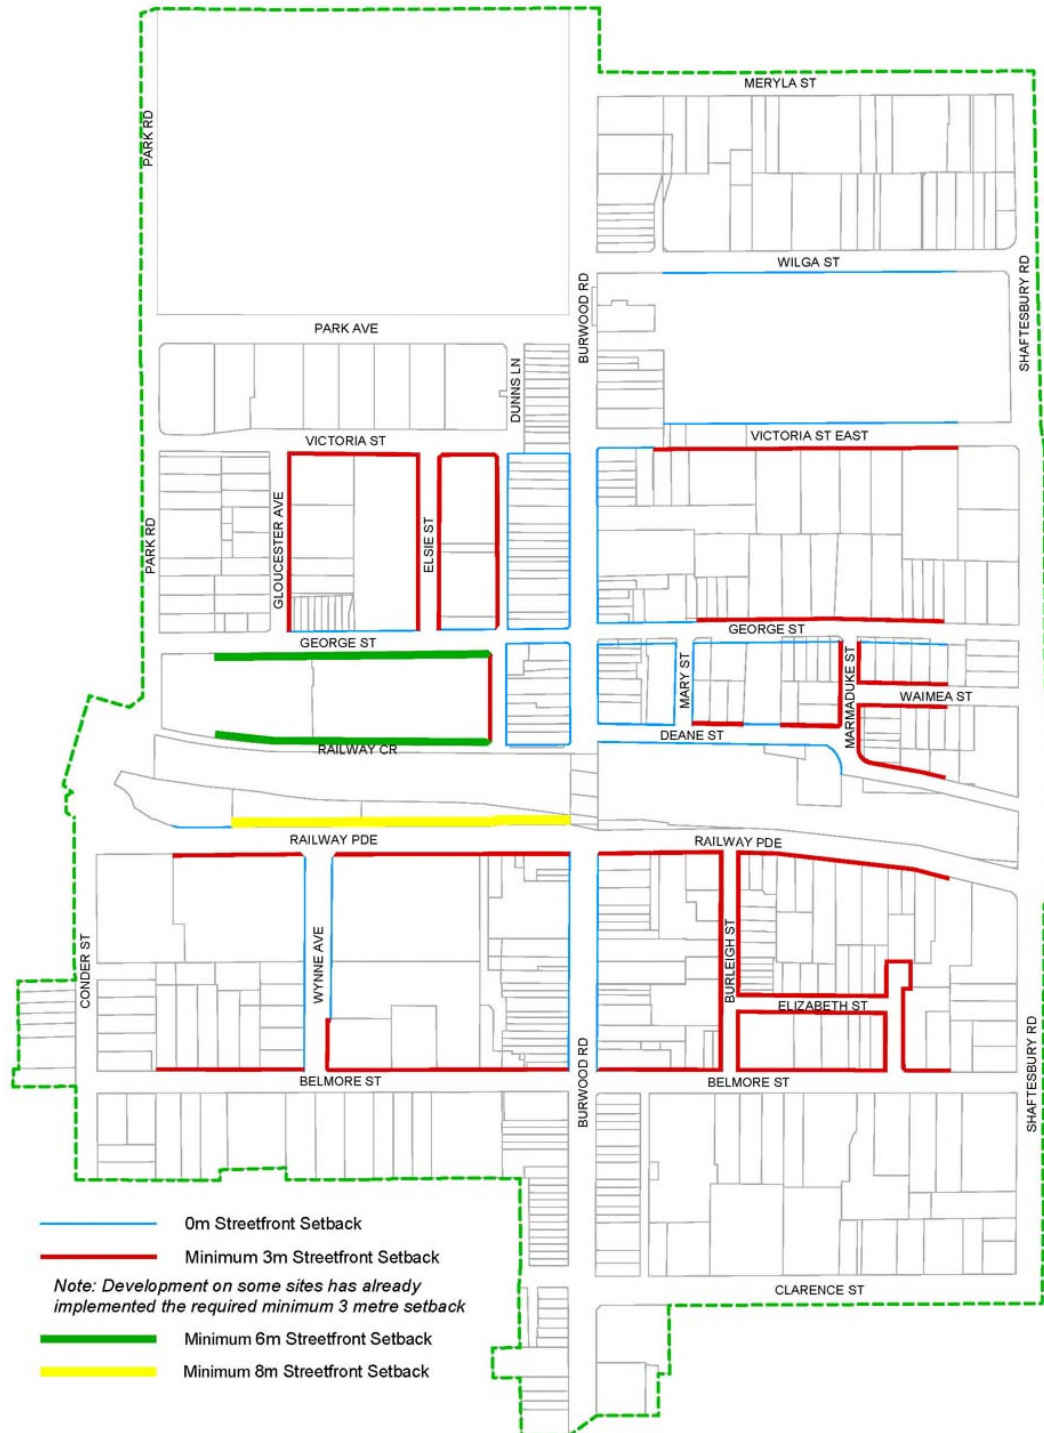 MERYLA ST
PARK RD
WILGA ST
BURWOOD RD
SHAFTESBURY RD
PARK AVE
DUNNS LN
VICTORIA ST
VICTORIA ST EAST
PARK RD
GLOUCESTER AVE
ELSIE ST
GEORGE ST
GEORGE ST
MARY ST
MARMADUKE ST
WAIMEA ST
DEANE ST
RAILWAY CR
RAILWAY PDE
RAILWAY PDE
CONDER ST
WYNNE AVE
BURLEIGH ST
ELIZABETH ST
BURWOOD RD
SHAFTESBURY RD
BELMORE ST
BELMORE ST
0m Streetfront Setback
Minimum 3m Streetfront Setback
Note: Development on some sites has already
implemented the required minimum 3 metre setback
CLARENCE ST
Minimum 6m Streetfront Setback
Minimum 8m Streetfront Setback